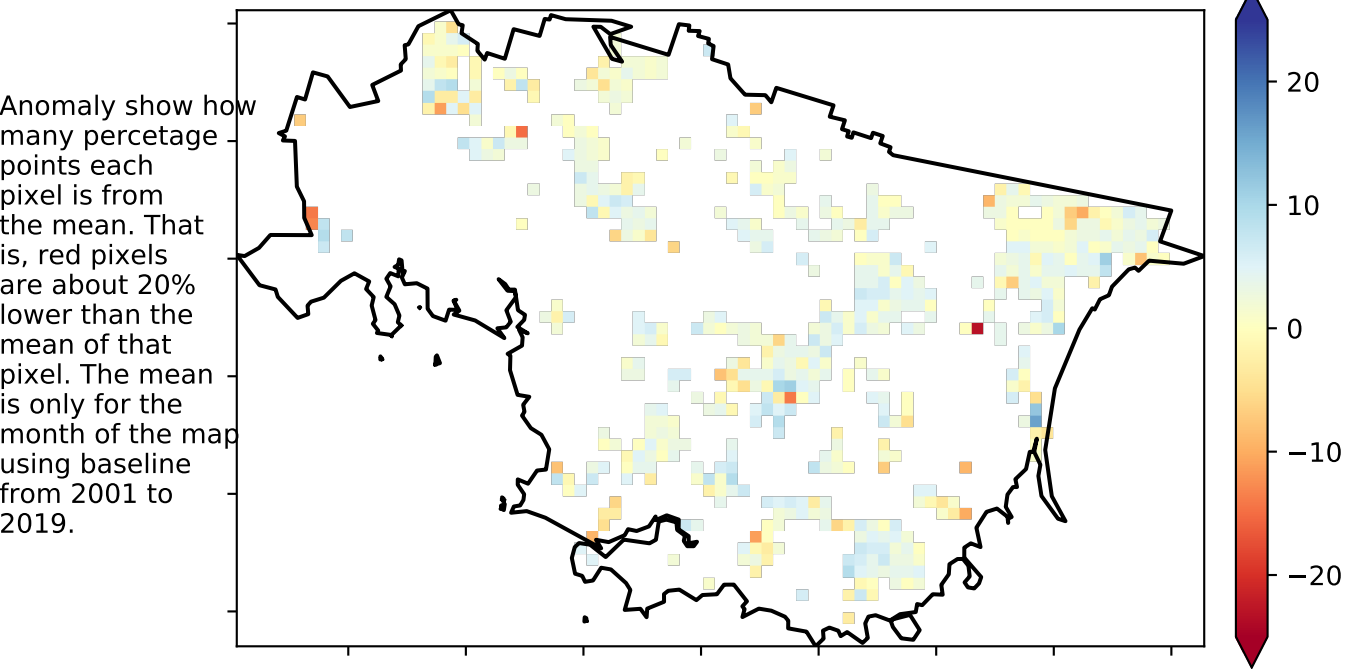 Anomaly show how
many percetage
points each
pixel is from
the mean. That
is, red pixels
are about 20%
lower than the
mean of that
pixel. The mean
is only for the
month of the map
using baseline
from 2001 to
2019.
20
10
0
−10
−20